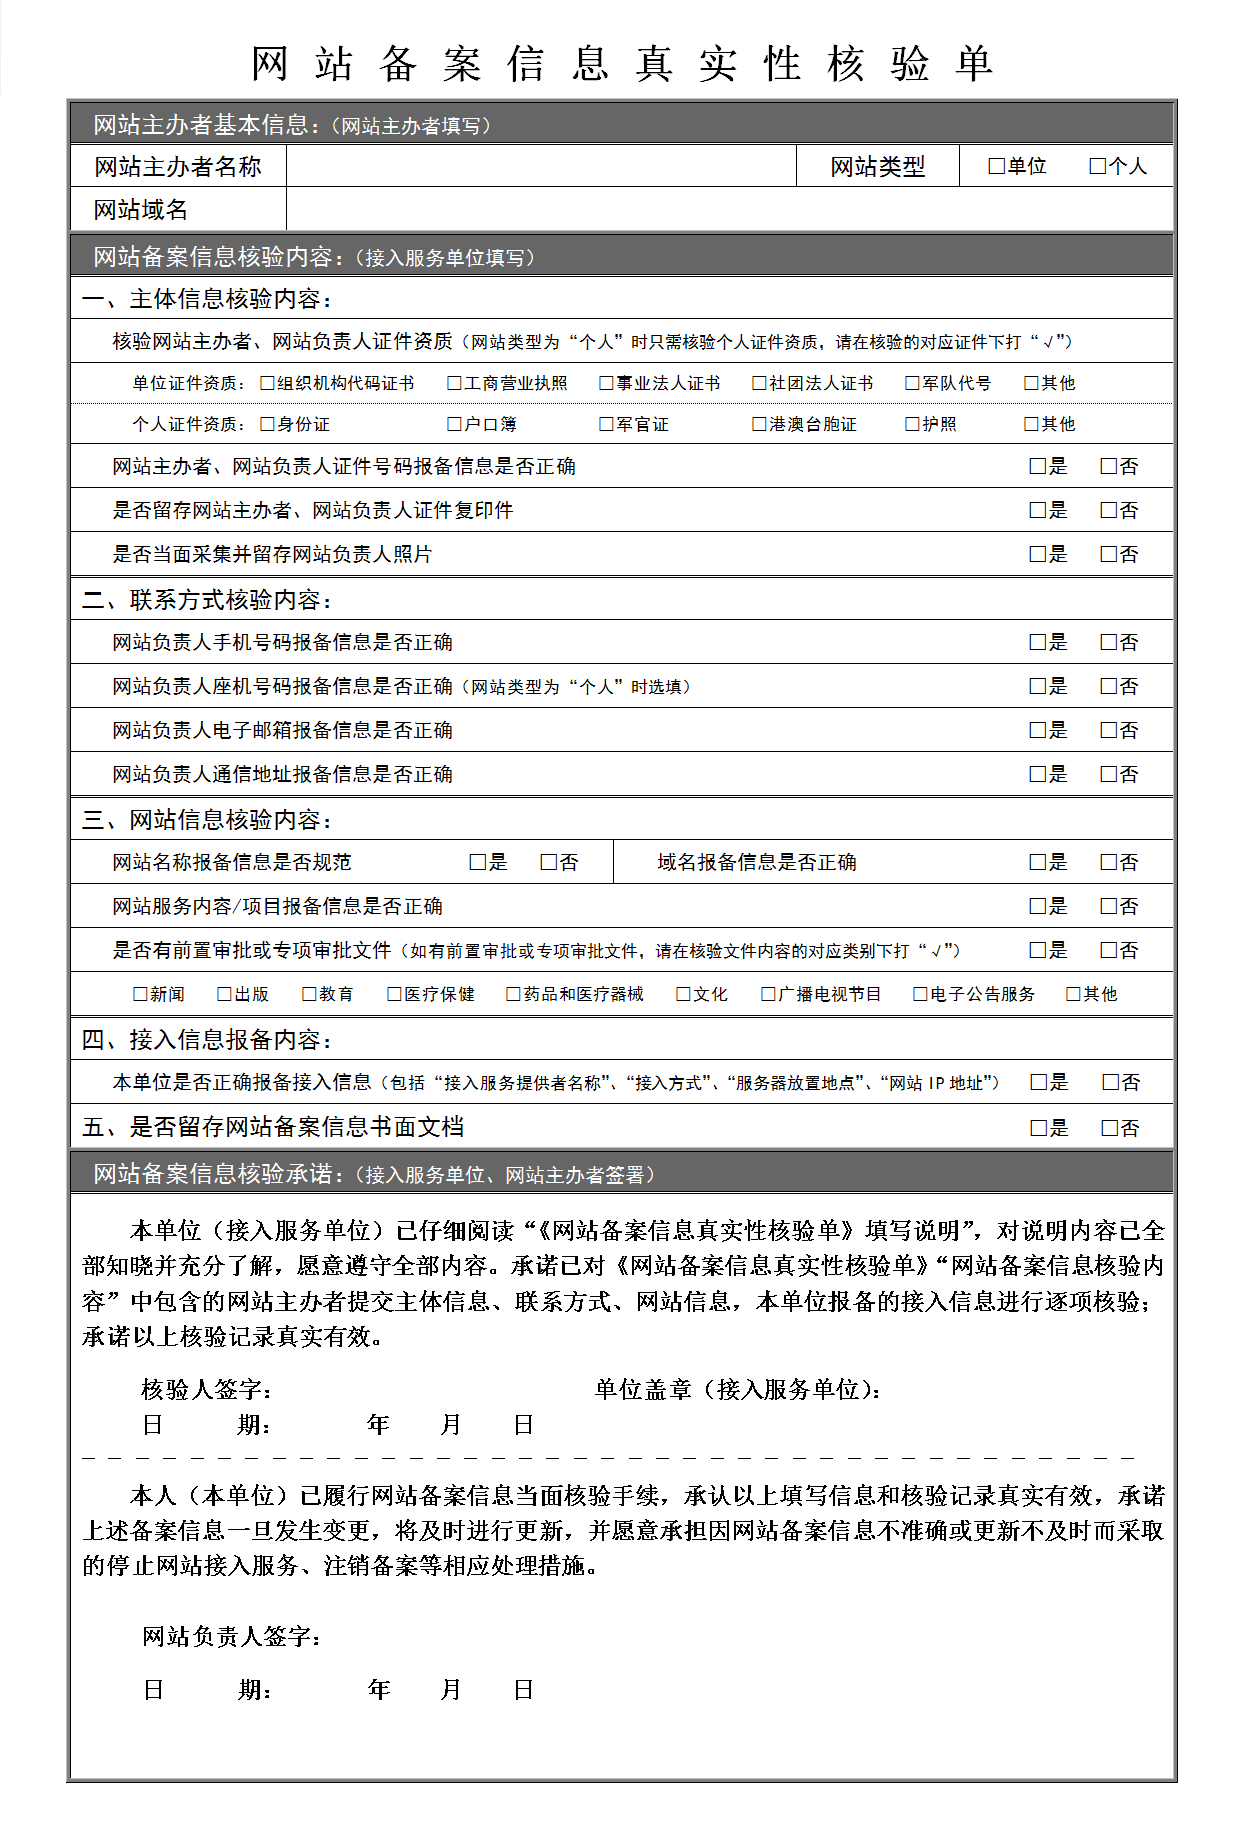 网站备案信息真实性核验单
网站主办者基本信息：（网站主办者填写）
网站主办者名称 网站类型 □单位 □个人
网站域名
网站备案信息核验内容：（接入服务单位填写）
一、主体信息核验内容：
核验网站主办者、网站负责人证件资质（网站类型为“个人”时只需核验个人证件资质，请在核验的对应证件下打“√”）
单位证件资质：□组织机构代码证书 □工商营业执照 □事业法人证书 □社团法人证书 □军队代号 □其他
个人证件资质：□身份证 □户口簿 □军官证 □港澳台胞证 □护照 □其他
网站主办者、网站负责人证件号码报备信息是否正确 □是 □否
是否留存网站主办者、网站负责人证件复印件 □是 □否
是否当面采集并留存网站负责人照片 □是 □否
二、联系方式核验内容：
网站负责人手机号码报备信息是否正确 □是 □否
网站负责人座机号码报备信息是否正确（网站类型为“个人”时选填） □是 □否
网站负责人电子邮箱报备信息是否正确 □是 □否
网站负责人通信地址报备信息是否正确 □是 □否
三、网站信息核验内容：
网站名称报备信息是否规范 □是 □否 域名报备信息是否正确 □是 □否
网站服务内容/项目报备信息是否正确 □是 □否
是否有前置审批或专项审批文件（如有前置审批或专项审批文件，请在核验文件内容的对应类别下打“√”） □是 □否
□新闻 □出版 □教育 □医疗保健 □药品和医疗器械 □文化 □广播电视节目 □电子公告服务 □其他
四、接入信息报备内容：
本单位是否正确报备接入信息（包括“接入服务提供者名称”、“接入方式”、“服务器放置地点”、“网站 IP 地址”） □是 □否
五、是否留存网站备案信息书面文档 □是 □否
网站备案信息核验承诺：（接入服务单位、网站主办者签署）
本单位（接入服务单位）已仔细阅读“《网站备案信息真实性核验单》填写说明”，对说明内容已全
部知晓并充分了解，愿意遵守全部内容。承诺已对《网站备案信息真实性核验单》“网站备案信息核验内
容”中包含的网站主办者提交主体信息、联系方式、网站信息，本单位报备的接入信息进行逐项核验；
承诺以上核验记录真实有效。
核验人签字： 单位盖章（接入服务单位）：
日 期： 年 月 日
本人（本单位）已履行网站备案信息当面核验手续，承认以上填写信息和核验记录真实有效，承诺
上述备案信息一旦发生变更，将及时进行更新，并愿意承担因网站备案信息不准确或更新不及时而采取
的停止网站接入服务、注销备案等相应处理措施。
网站负责人签字：
日 期： 年 月 日